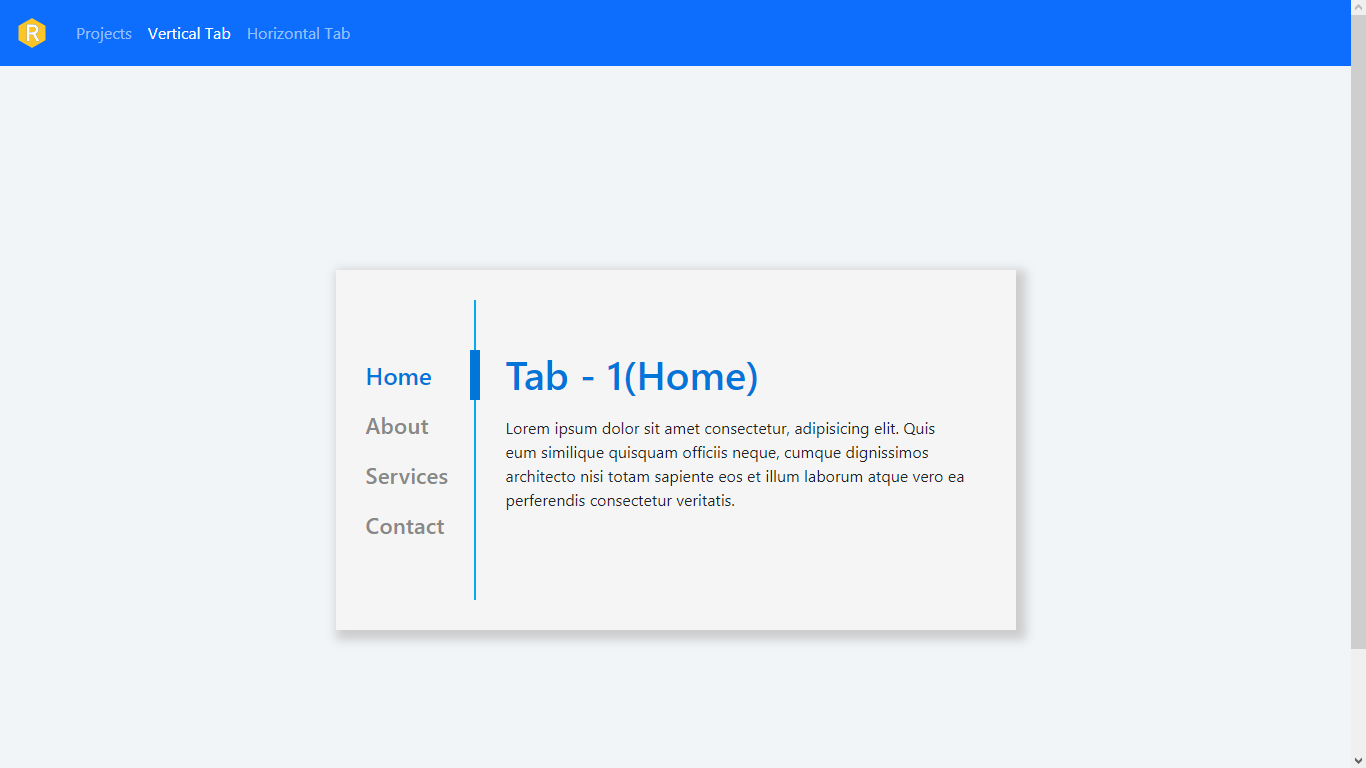 R
Projects Vertical Tab Horizontal Tab
Home
About
Services
Contact
Tab - 1(Home)
Lorem ipsum dolor sit amet consectetur, adipisicing elit. Quis
eum similique quisquam officiis neque, cumque dignissimos
architecto nisi totam sapiente eos et illum laborum atque vero ea
perferendis consectetur veritatis.